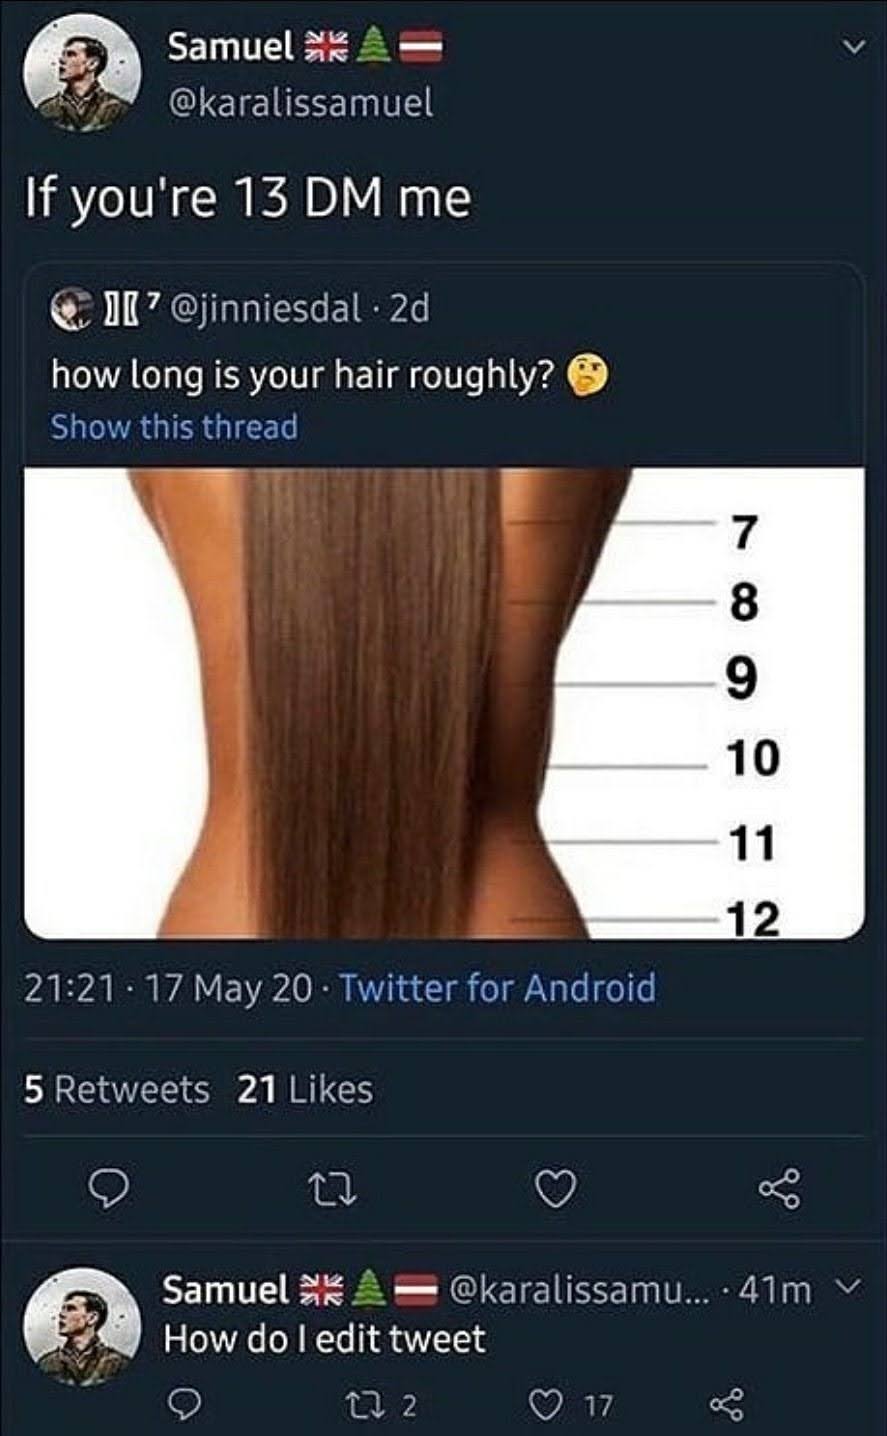 Samuel 🇬🇧🌲🇱🇻
@karalissamuel
If you're 13 DM me
][ 7 @jinniesdal · 2d
how long is your hair roughly? 🤔
Show this thread
7
8
9
10
11
12
21:21 · 17 May 20 · Twitter for Android
5 Retweets 21 Likes
Samuel 🇬🇧🌲🇱🇻 @karalissamu... · 41m
How do I edit tweet
2 17